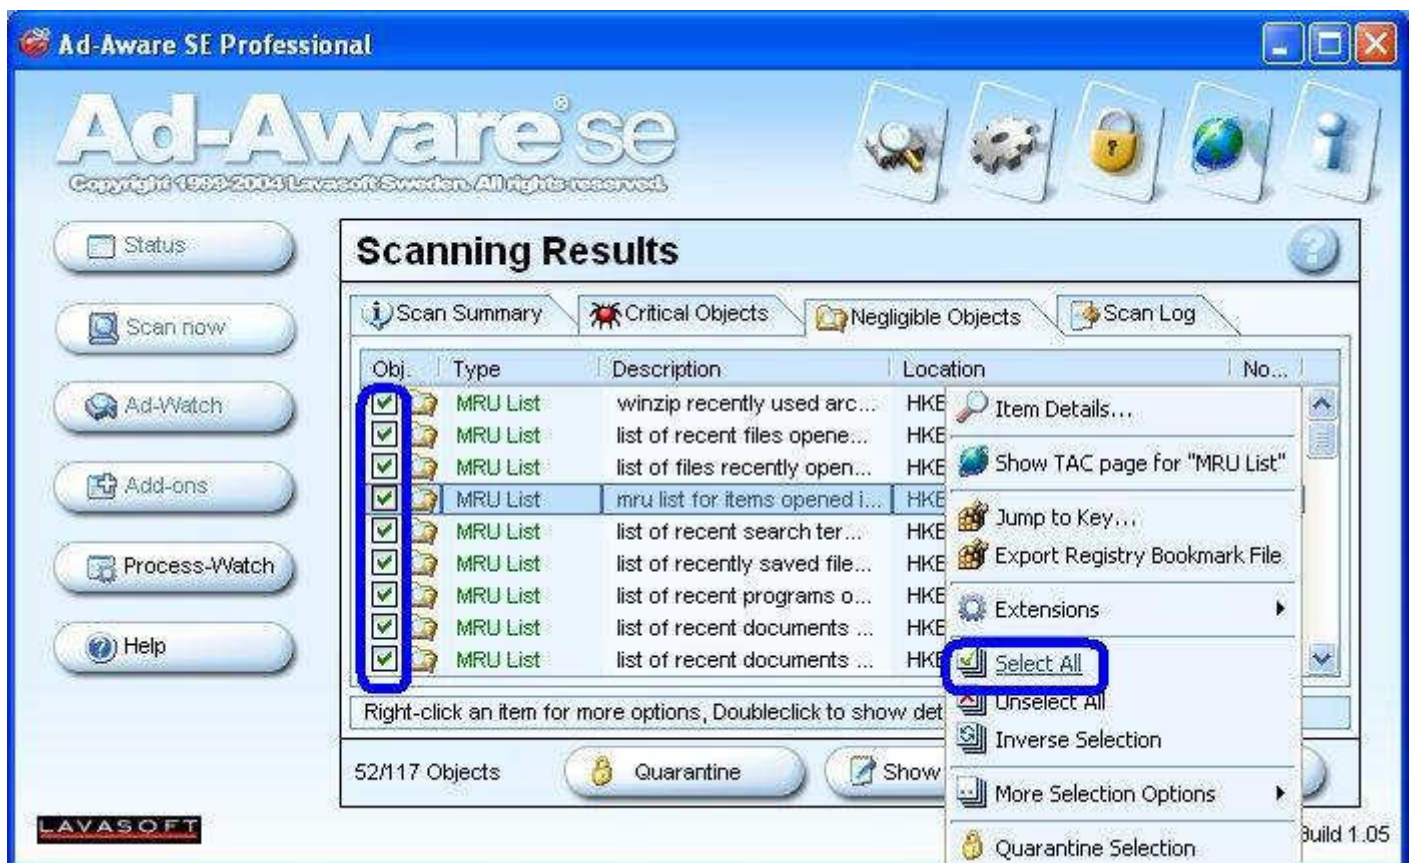 Ad-Aware SE Professional
Ad-Aware® SE
Copyright 1999-2004 Lavasoft Sweden. All rights reserved.
Status
Scan now
Ad-Watch
Add-ons
Process-Watch
Help
Scanning Results
Scan Summary Critical Objects Negligible Objects Scan Log
Obj. Type Description Location No...
MRU List winzip recently used arc... HKE
MRU List list of recent files opene... HKE
MRU List list of files recently open... HKE
MRU List mru list for items opened i... HKE
MRU List list of recent search ter... HKE
MRU List list of recently saved file... HKE
MRU List list of recent programs o... HKE
MRU List list of recent documents ... HKE
MRU List list of recent documents ... HKE
Item Details...
Show TAC page for "MRU List"
Jump to Key...
Export Registry Bookmark File
Extensions
Select All
Unselect All
Inverse Selection
More Selection Options
Quarantine Selection
Right-click an item for more options, Doubleclick to show det
52/117 Objects Quarantine Show
LAVASOFT
Build 1.05